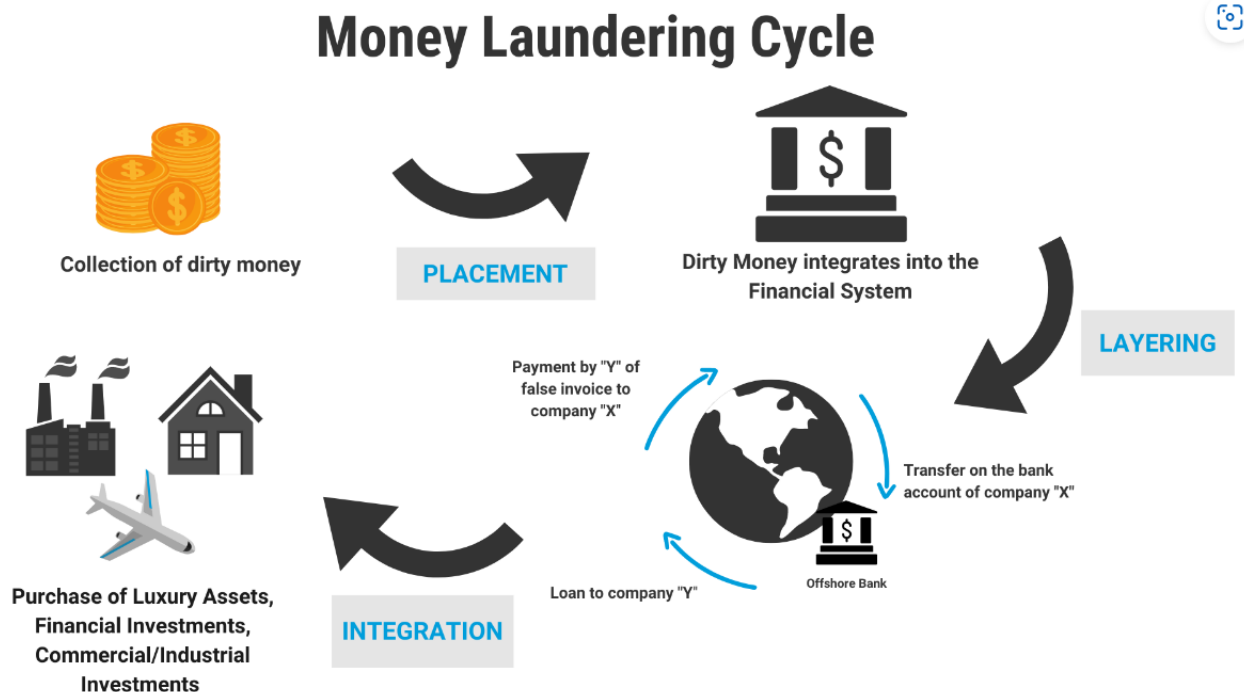 Money Laundering Cycle
$
$
$
$
Collection of dirty money
PLACEMENT
Dirty Money integrates into the
Financial System
LAYERING
Payment by "Y" of
false invoice to
company "X"
Transfer on the bank
account of company "X"
$
Offshore Bank
Loan to company "Y"
INTEGRATION
Purchase of Luxury Assets,
Financial Investments,
Commercial/Industrial
Investments